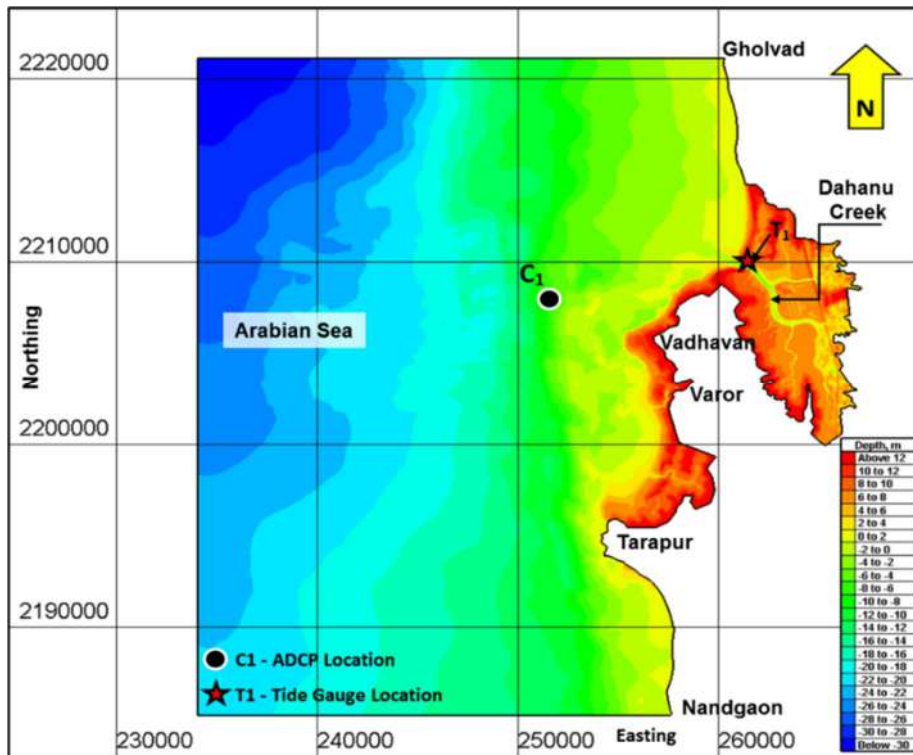 Gholvad
2220000
N
Dahanu
Creek
T1
2210000
C1
Arabian Sea
Vadhavan
Northing
Varor
2200000
Depth, m
Above 12
10 to 12
8 to 10
6 to 8
4 to 6
2 to 4
0 to 2
-2 to 0
-4 to -2
-6 to -4
-8 to -6
-10 to -8
-12 to -10
-14 to -12
-16 to -14
-18 to -16
-20 to -18
-22 to -20
-24 to -22
-26 to -24
-28 to -26
-30 to -28
Below -30
Tarapur
2190000
C1 - ADCP Location
T1 - Tide Gauge Location
Nandgaon
Easting
230000
240000
250000
260000